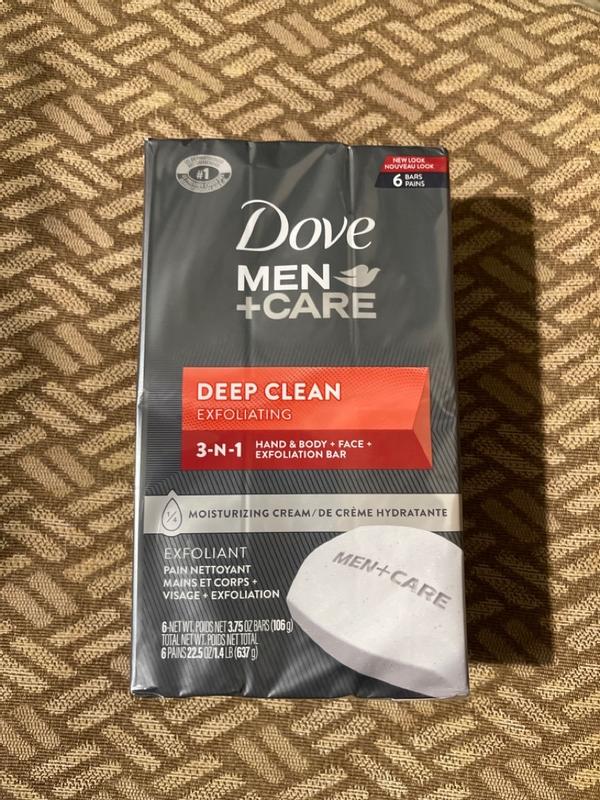 #1
NEW LOOK
NOUVEAU LOOK
6 BARS
PAINS
Dove
MEN
+CARE
DEEP CLEAN
EXFOLIATING
3-N-1 HAND & BODY + FACE +
EXFOLIATION BAR
1/4 MOISTURIZING CREAM/DE CRÈME HYDRATANTE
EXFOLIANT
PAIN NETTOYANT
MAINS ET CORPS +
VISAGE + EXFOLIATION
MEN+CARE
6-NET WT. POIDS NET 3.75 OZ BARS (106 g)
TOTAL NET WT. POIDS NET TOTAL
6 PAINS 22.5 OZ/1.4 LB (637 g)